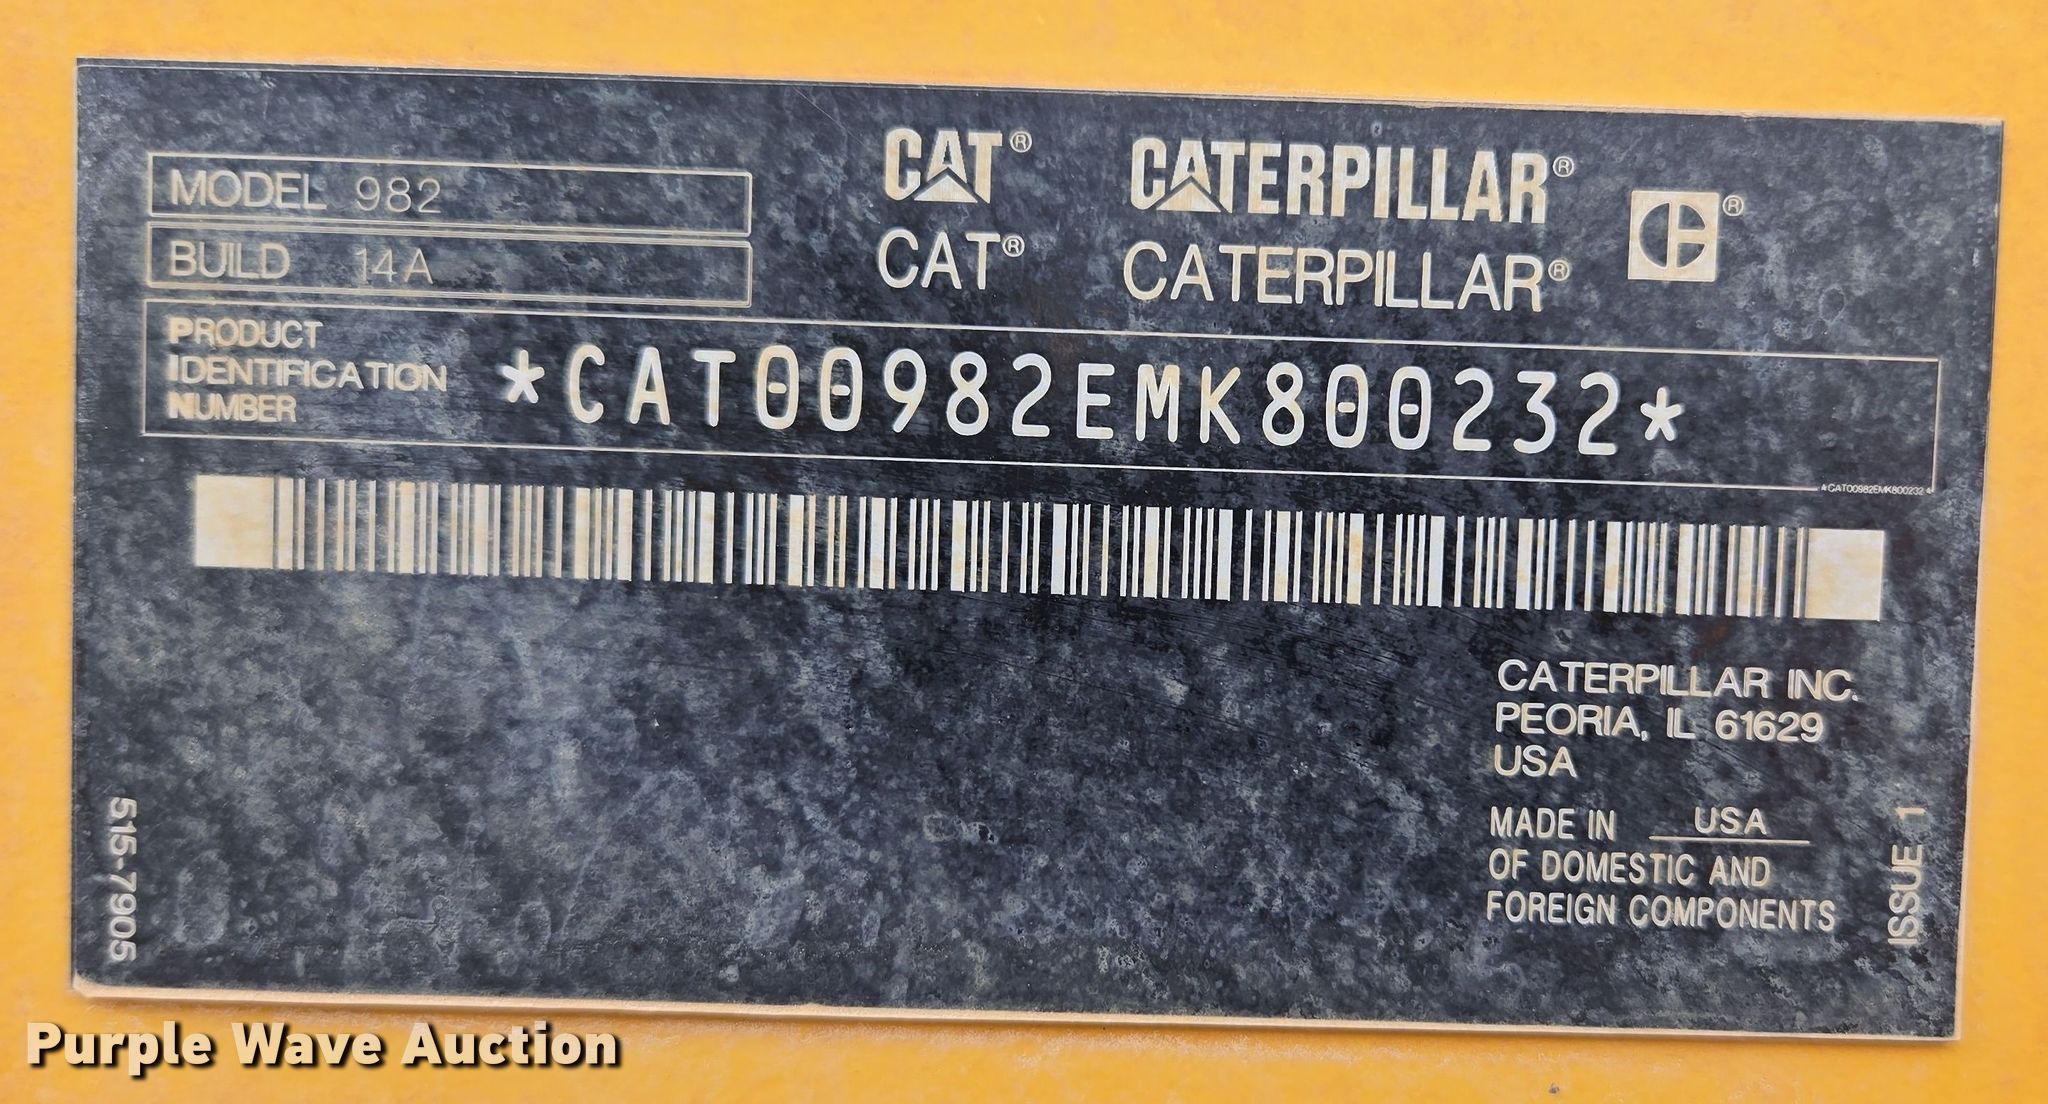 MODEL 982
BUILD 14A
CAT® CATERPILLAR® ®
CAT® CATERPILLAR®
PRODUCT
IDENTIFICATION
NUMBER
*CAT00982EMK800232*
*CAT00982EMK800232*
CATERPILLAR INC.
PEORIA, IL 61629
USA
MADE IN USA
OF DOMESTIC AND
FOREIGN COMPONENTS
515-7905
ISSUE 1
Purple Wave Auction